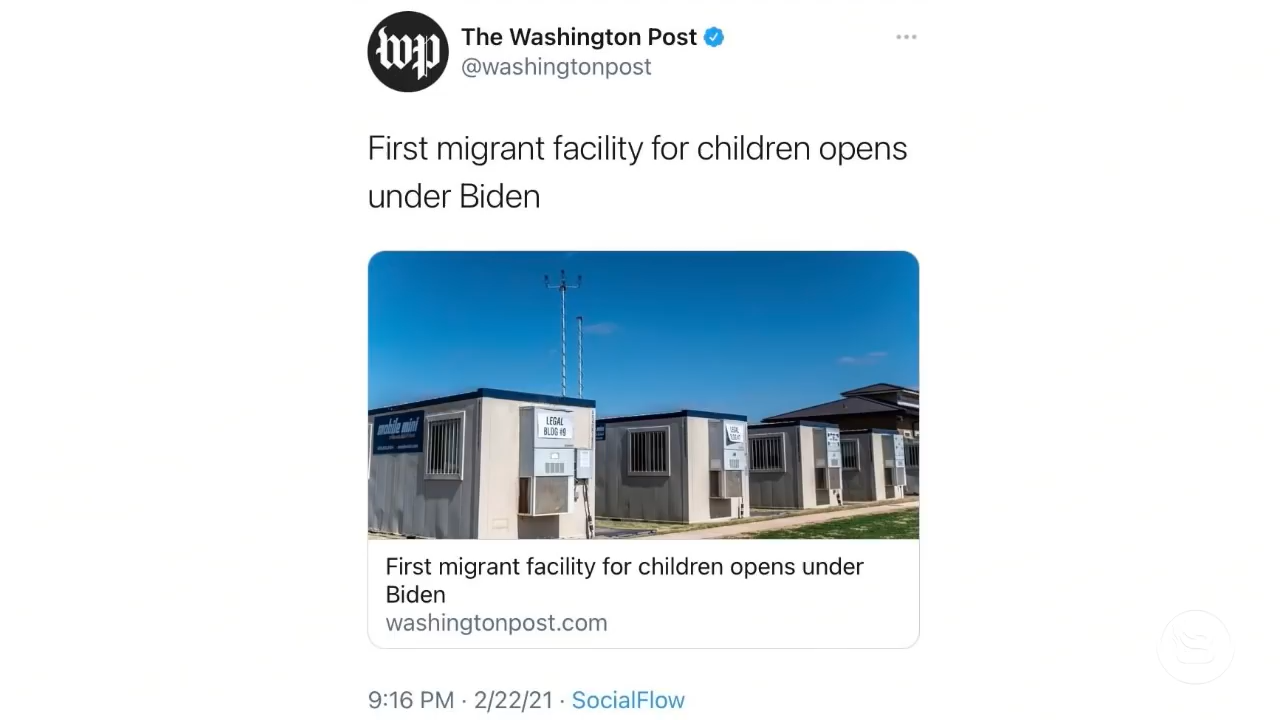 wp
The Washington Post
@washingtonpost
First migrant facility for children opens
under Biden
mobile mini
LEGAL
BLDG #8
LEGAL
First migrant facility for children opens under
Biden
washingtonpost.com
9:16 PM · 2/22/21 · SocialFlow